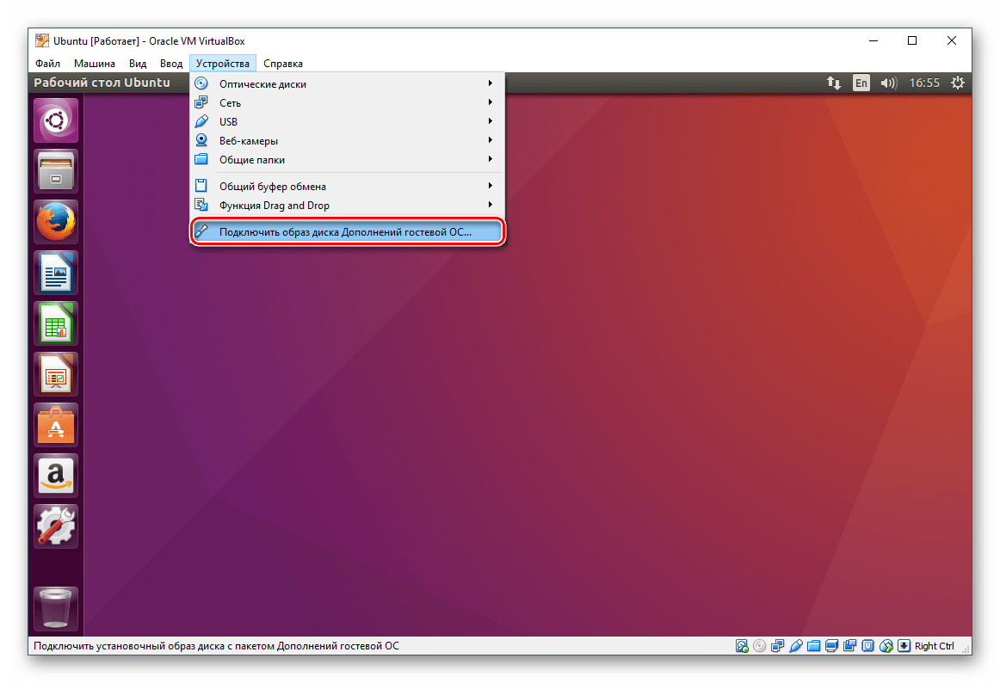 Ubuntu [Работает] - Oracle VM VirtualBox
Файл Машина Вид Ввод Устройства Справка
Рабочий стол Ubuntu En 16:55
Оптические диски
Сеть
USB
Веб-камеры
Общие папки
Общий буфер обмена
Функция Drag and Drop
Подключить образ диска Дополнений гостевой ОС...
a
Подключить установочный образ диска с пакетом Дополнений гостевой ОС Right Ctrl